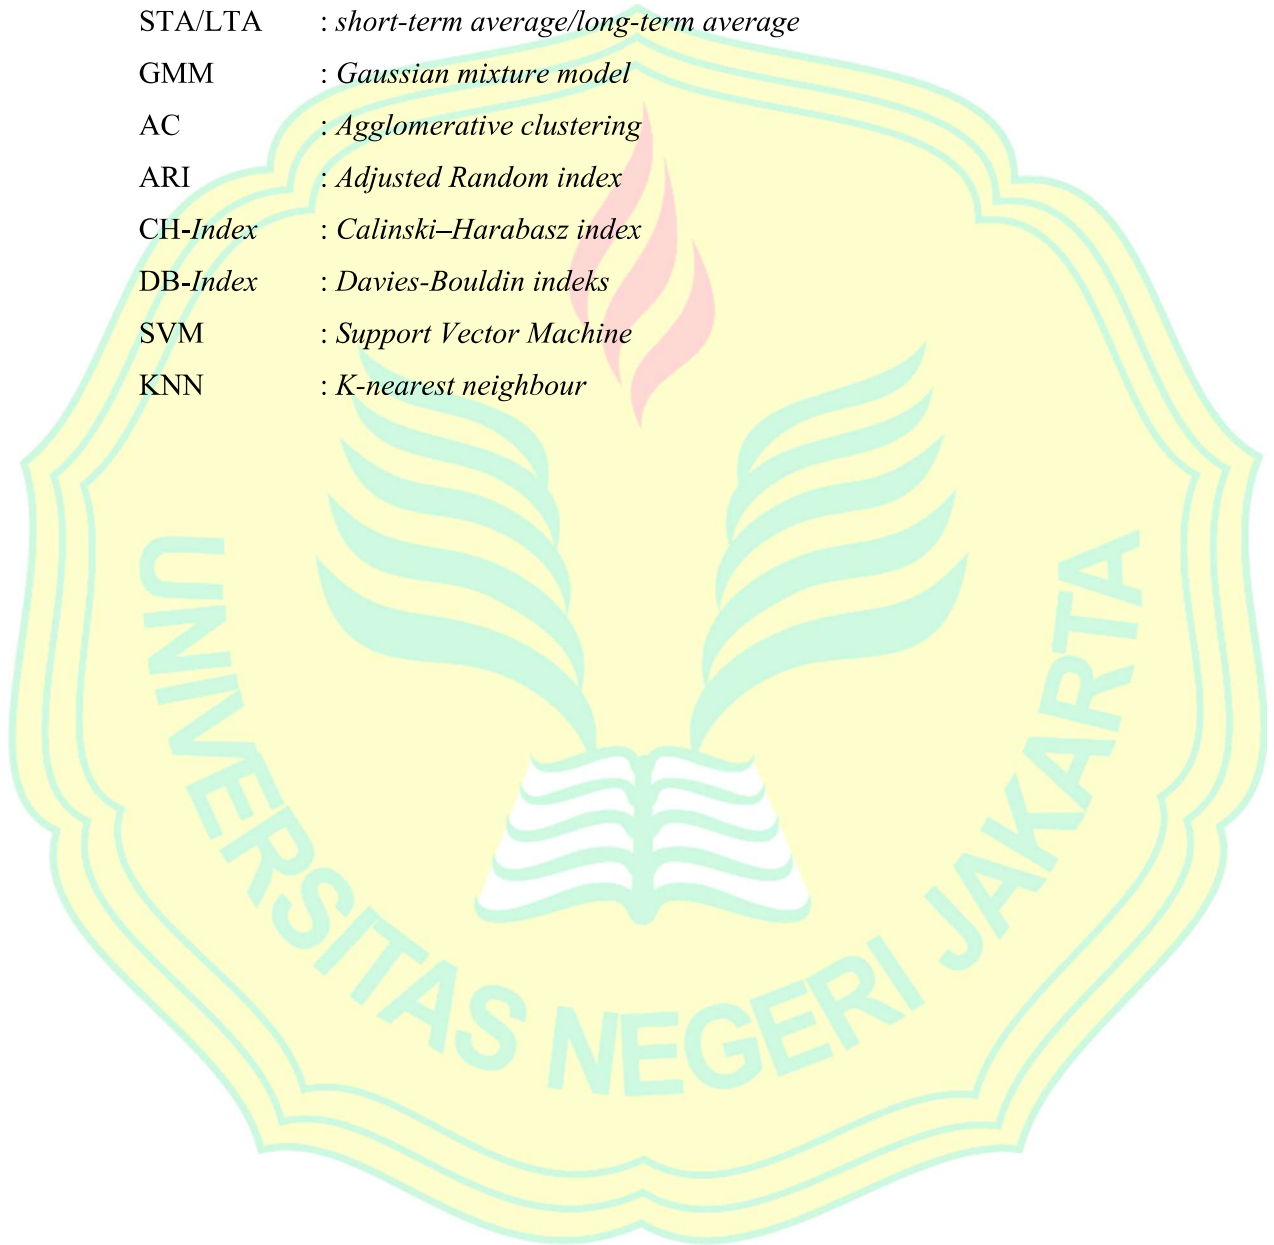 STA/LTA : short-term average/long-term average
GMM : Gaussian mixture model
AC : Agglomerative clustering
ARI : Adjusted Random index
CH-Index : Calinski–Harabasz index
DB-Index : Davies-Bouldin indeks
SVM : Support Vector Machine
KNN : K-nearest neighbour
UNIVERSITAS NEGERI JAKARTA